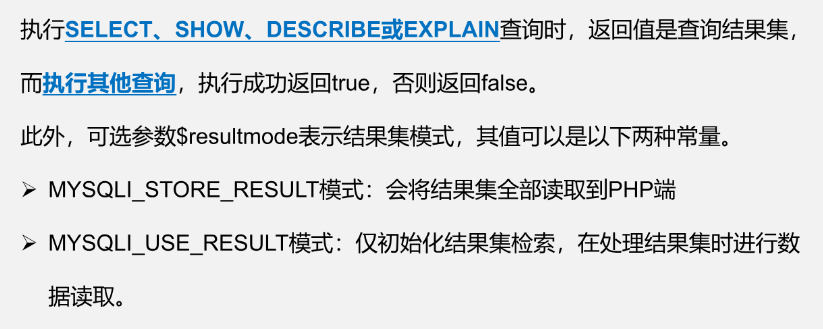 执行SELECT、SHOW、DESCRIBE或EXPLAIN查询时，返回值是查询结果集，
而执行其他查询，执行成功返回true，否则返回false。
此外，可选参数$resultmode表示结果集模式，其值可以是以下两种常量。
➢ MYSQLI_STORE_RESULT模式：会将结果集全部读取到PHP端
➢ MYSQLI_USE_RESULT模式：仅初始化结果集检索，在处理结果集时进行数
据读取。